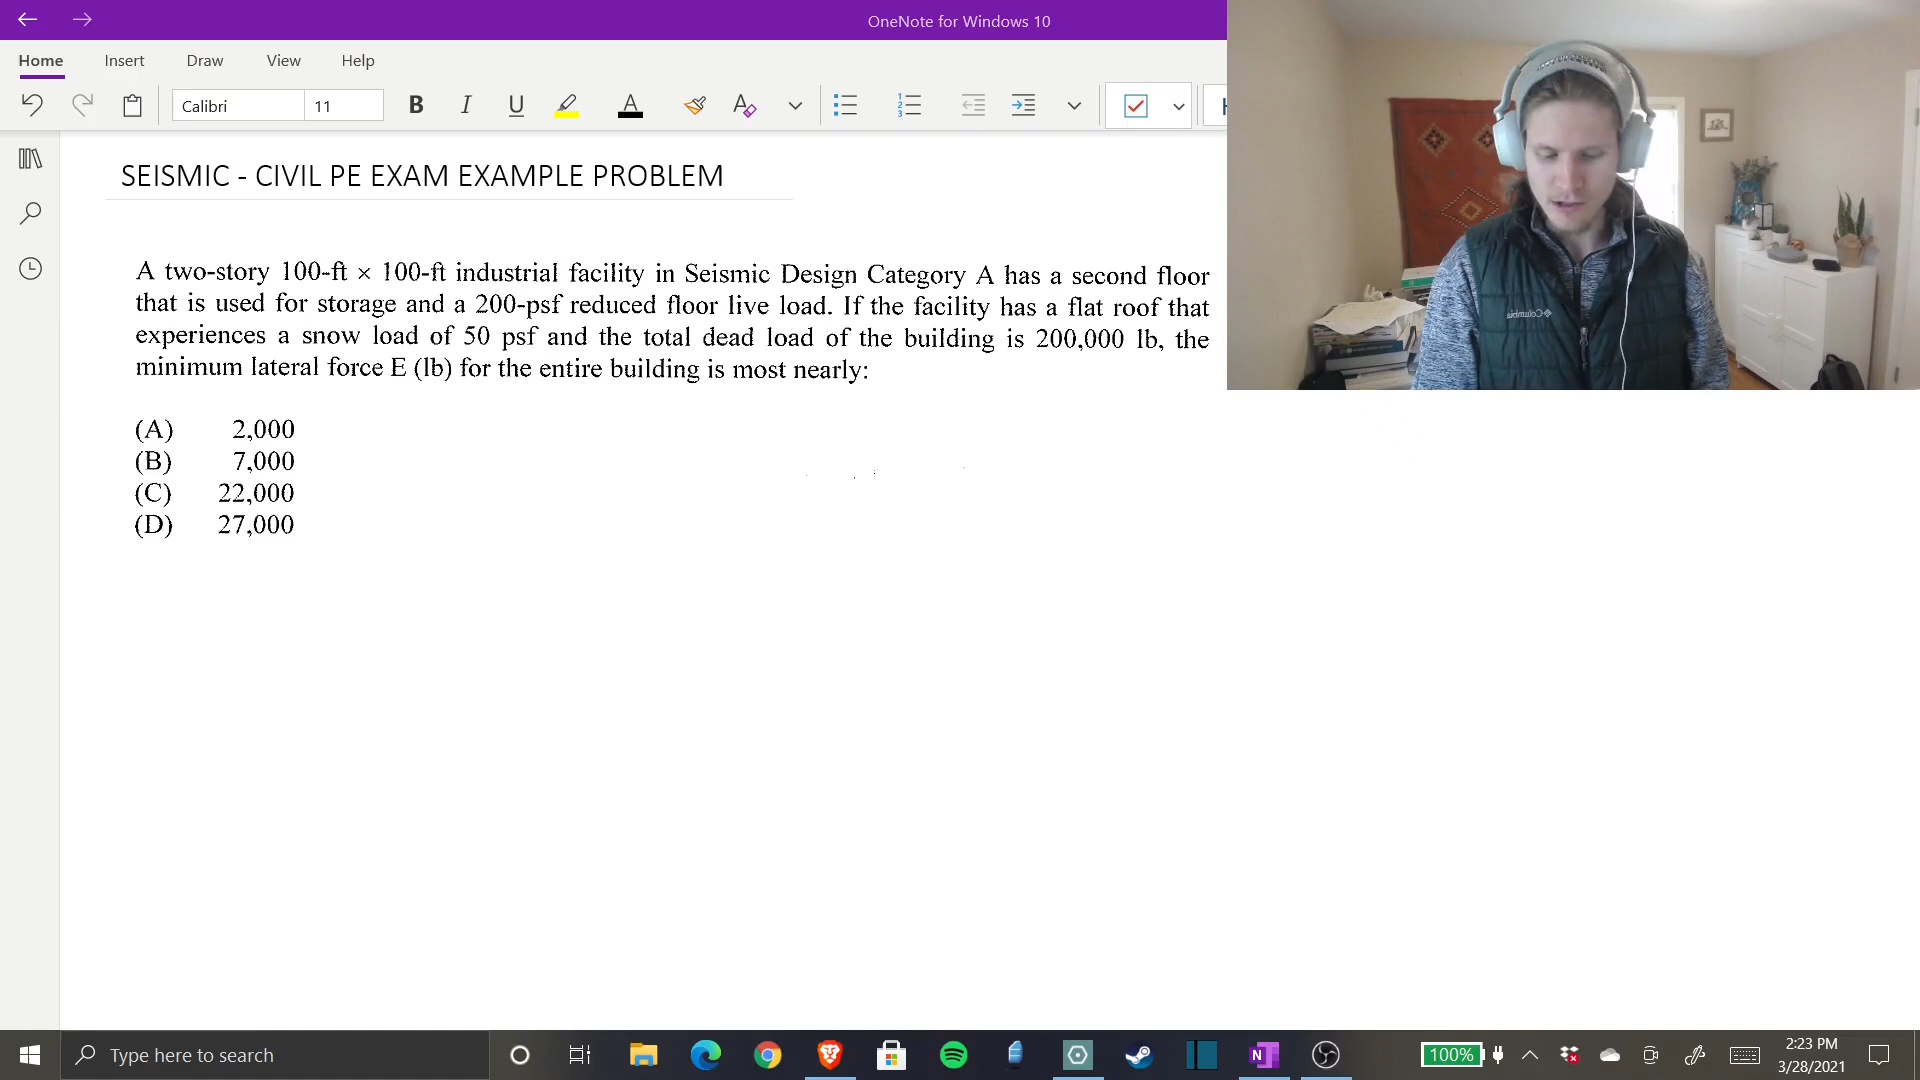 OneNote for Windows 10
Home Insert Draw View Help
Calibri 11 B I U A
SEISMIC - CIVIL PE EXAM EXAMPLE PROBLEM
A two-story 100-ft × 100-ft industrial facility in Seismic Design Category A has a second floor
that is used for storage and a 200-psf reduced floor live load. If the facility has a flat roof that
experiences a snow load of 50 psf and the total dead load of the building is 200,000 lb, the
minimum lateral force E (lb) for the entire building is most nearly:
(A) 2,000
(B) 7,000
(C) 22,000
(D) 27,000
Columbia
Type here to search
100%
2:23 PM
3/28/2021